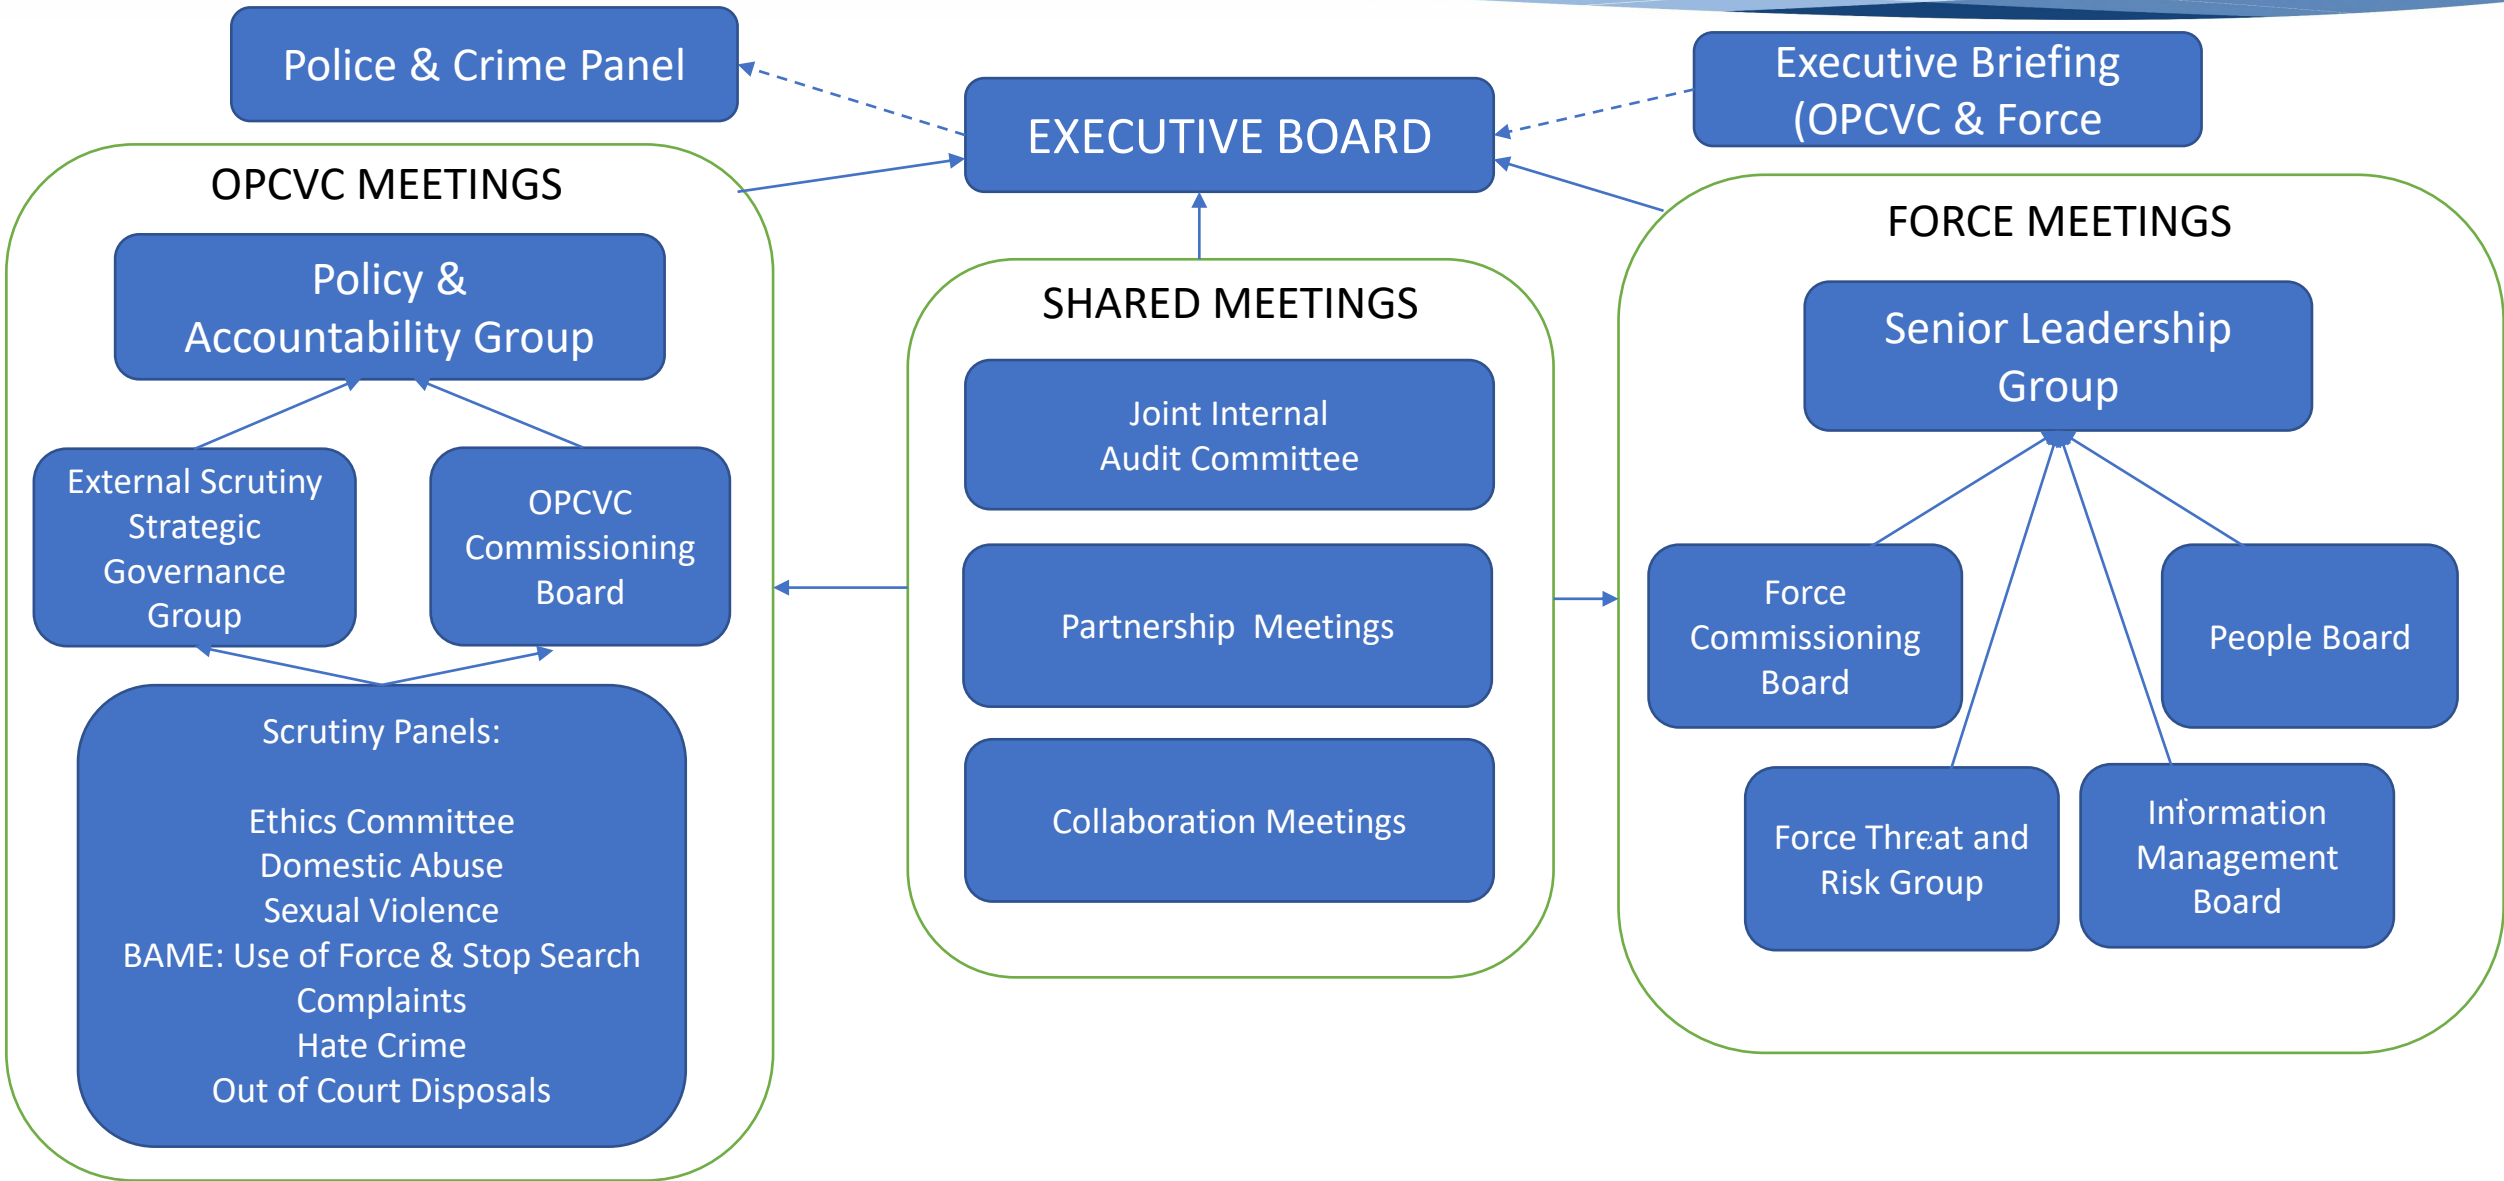 Police & Crime Panel
EXECUTIVE BOARD
Executive Briefing
(OPCVC & Force
OPCVC MEETINGS
Policy &
Accountability Group
External Scrutiny
Strategic
Governance
Group
OPCVC
Commissioning
Board
Scrutiny Panels:
Ethics Committee
Domestic Abuse
Sexual Violence
BAME: Use of Force & Stop Search
Complaints
Hate Crime
Out of Court Disposals
SHARED MEETINGS
Joint Internal
Audit Committee
Partnership Meetings
Collaboration Meetings
FORCE MEETINGS
Senior Leadership
Group
Force
Commissioning
Board
People Board
Force Threat and
Risk Group
Information
Management
Board